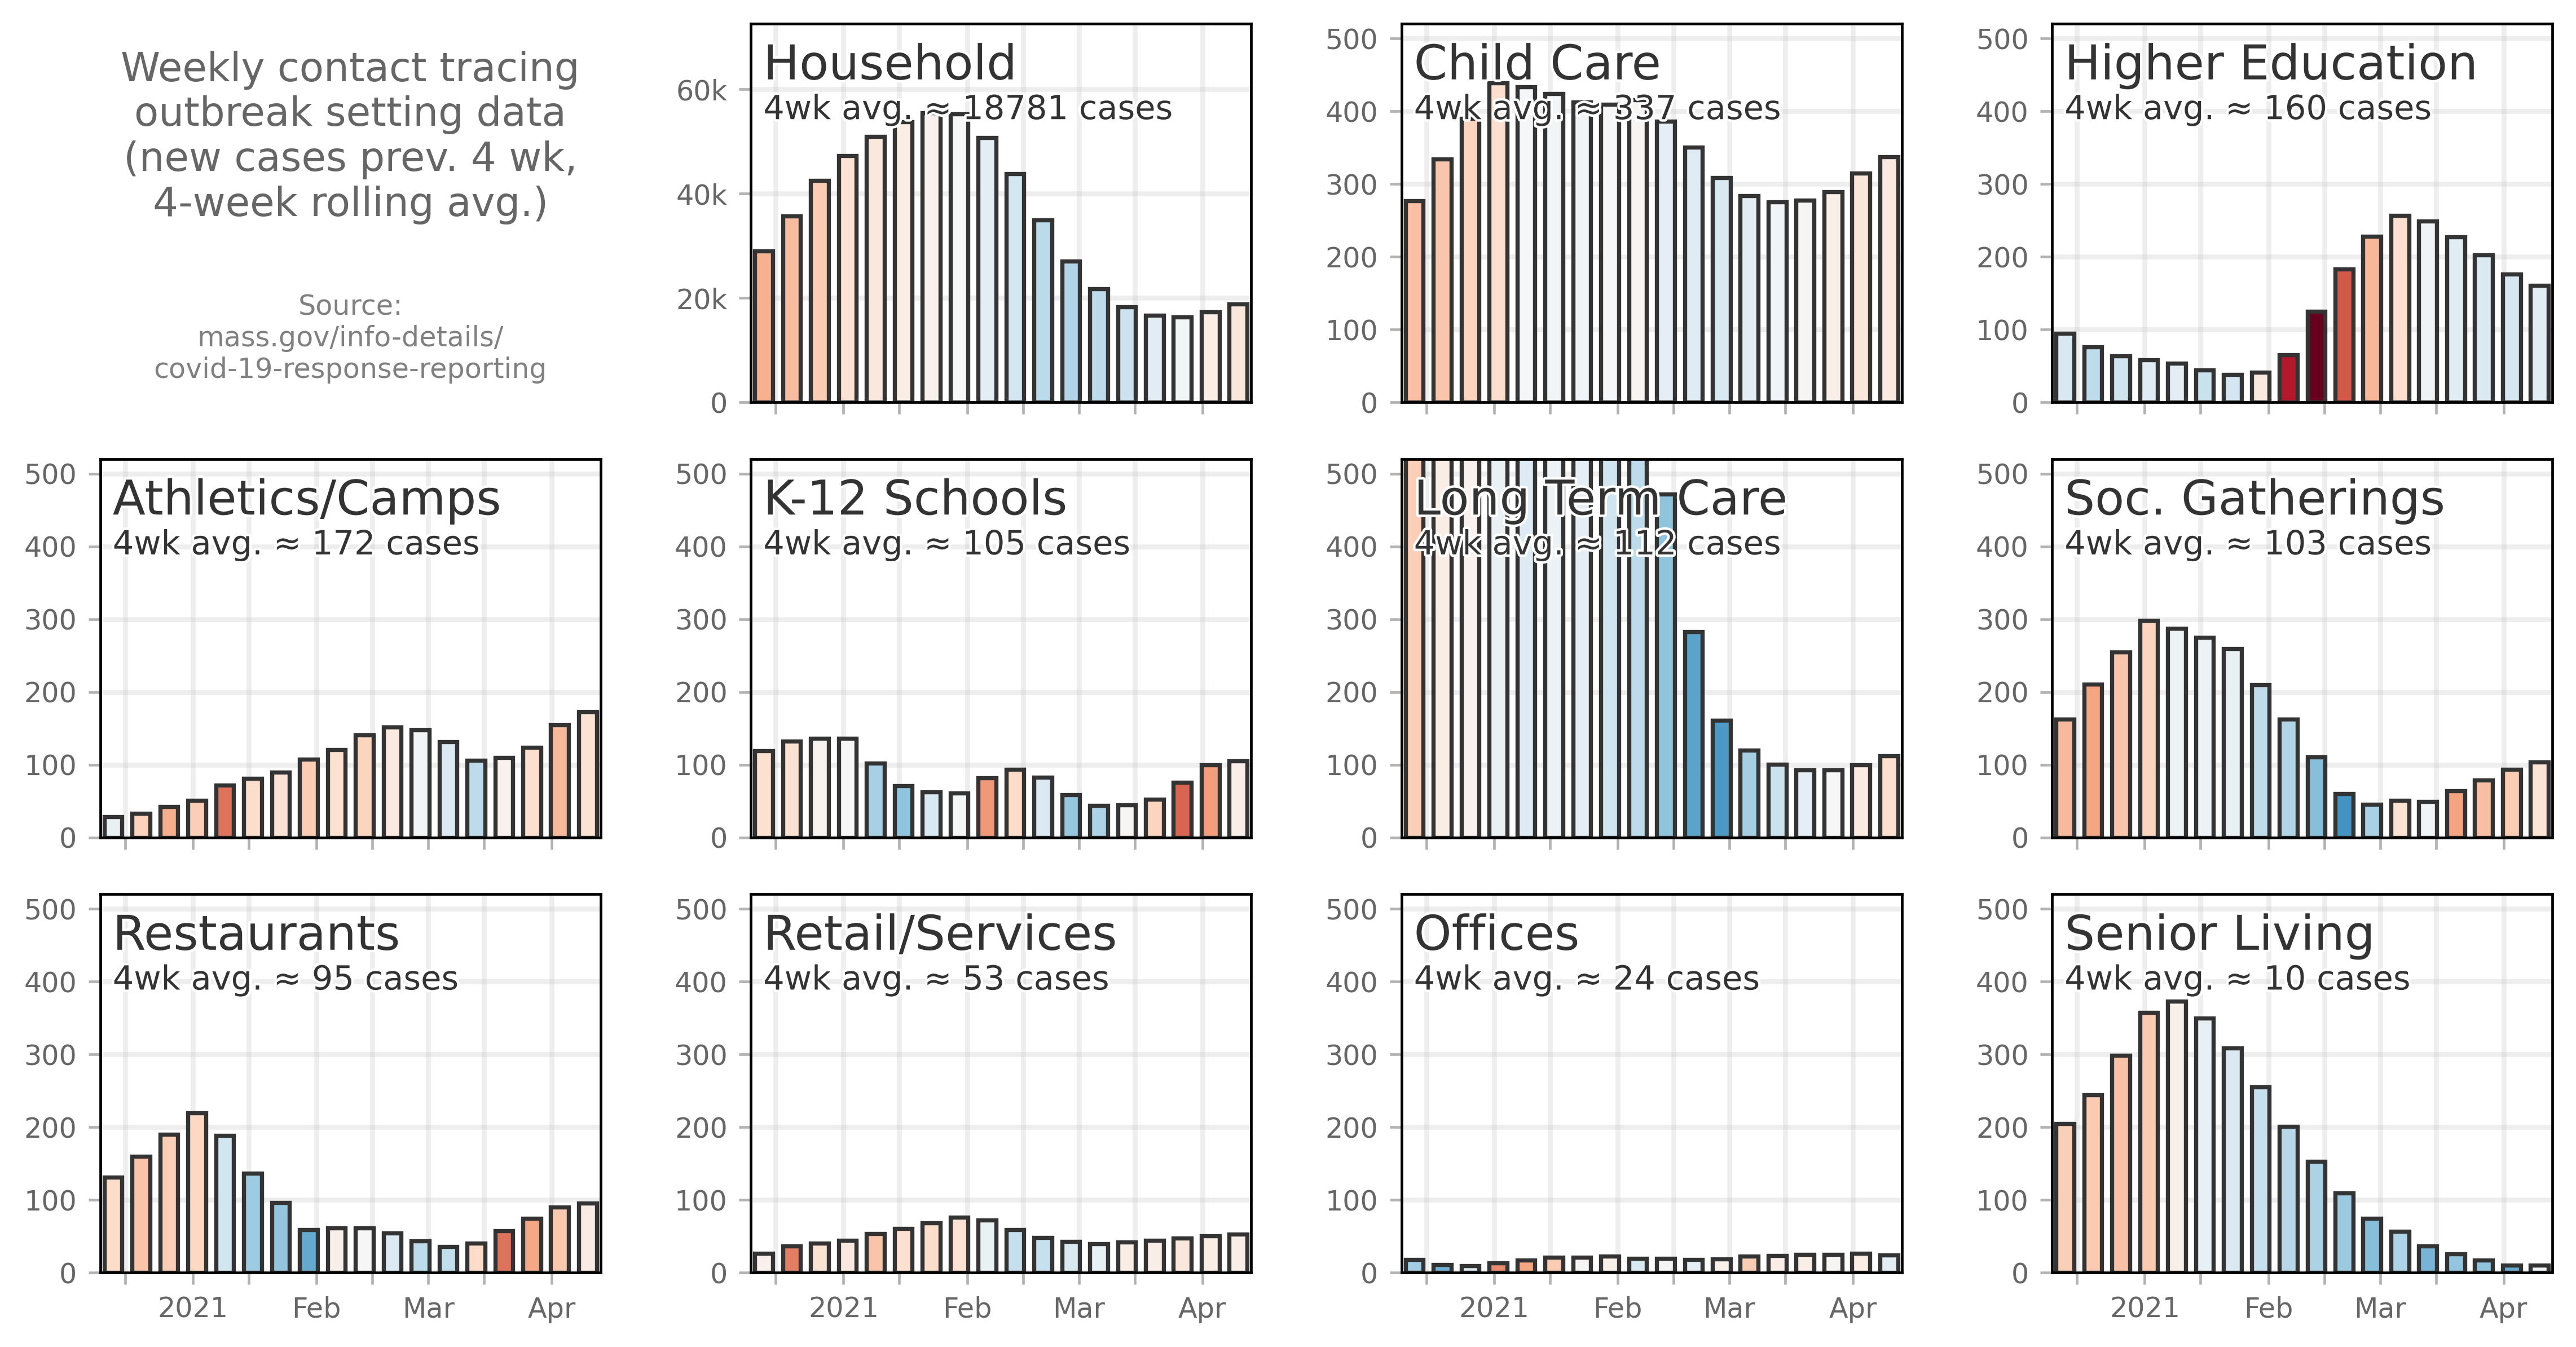 Weekly contact tracing
outbreak setting data
(new cases prev. 4 wk,
4-week rolling avg.)
Source:
mass.gov/info-details/
covid-19-response-reporting
Household
4wk avg. ≈ 18781 cases
60k
40k
20k
0
Child Care
4wk avg. ≈ 337 cases
500
400
300
200
100
0
Higher Education
4wk avg. ≈ 160 cases
500
400
300
200
100
0
Athletics/Camps
4wk avg. ≈ 172 cases
500
400
300
200
100
0
K-12 Schools
4wk avg. ≈ 105 cases
500
400
300
200
100
0
Long Term Care
4wk avg. ≈ 112 cases
500
400
300
200
100
0
Soc. Gatherings
4wk avg. ≈ 103 cases
500
400
300
200
100
0
Restaurants
4wk avg. ≈ 95 cases
500
400
300
200
100
0
2021 Feb Mar Apr
Retail/Services
4wk avg. ≈ 53 cases
500
400
300
200
100
0
2021 Feb Mar Apr
Offices
4wk avg. ≈ 24 cases
500
400
300
200
100
0
2021 Feb Mar Apr
Senior Living
4wk avg. ≈ 10 cases
500
400
300
200
100
0
2021 Feb Mar Apr